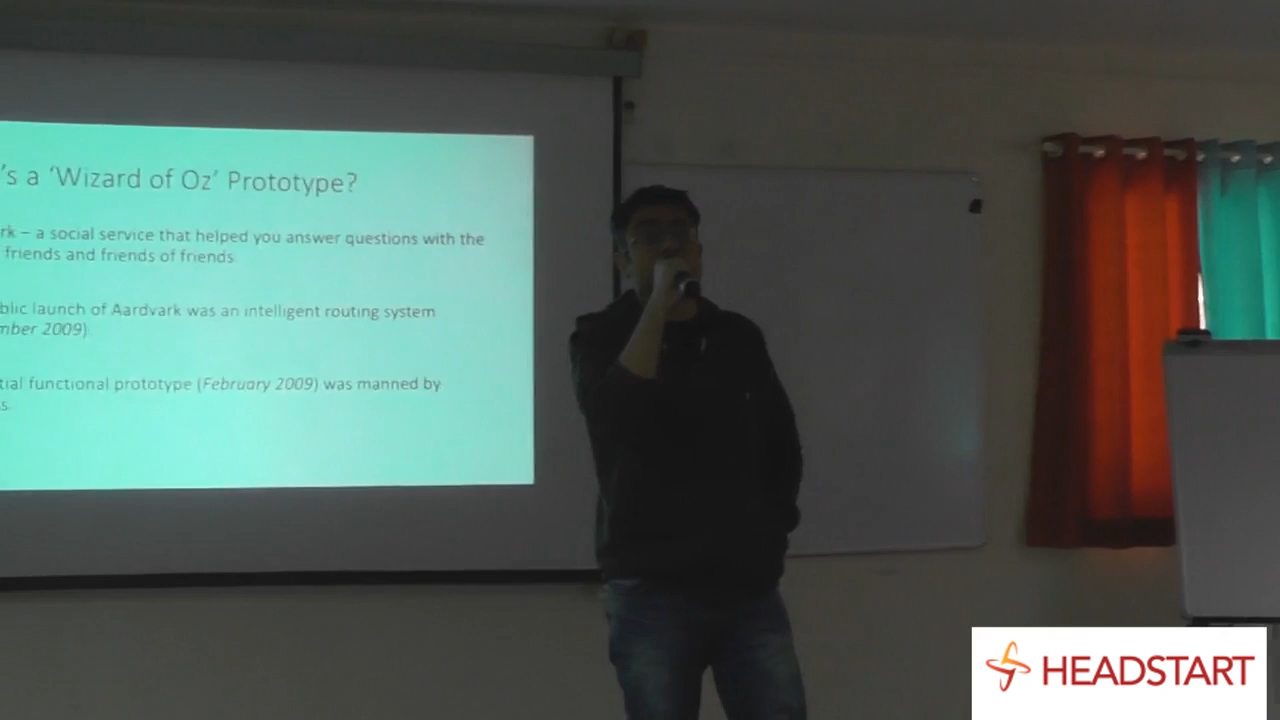 's a 'Wizard of Oz' Prototype?
rk – a social service that helped you answer questions with the
friends and friends of friends
blic launch of Aardvark was an intelligent routing system
mber 2009)
tial functional prototype (February 2009) was manned by
s.
HEADSTART